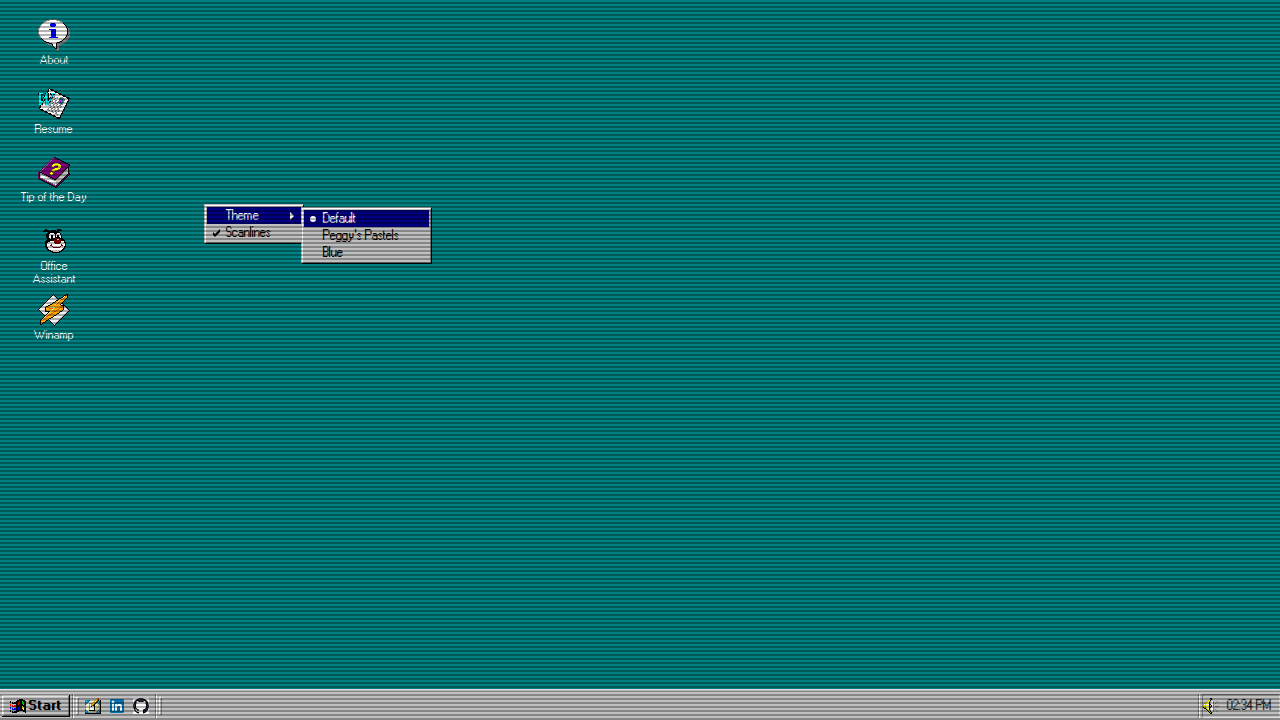 About
Resume
Tip of the Day
Office
Assistant
Winamp
Theme
Scanlines
Default
Peggy's Pastels
Blue
Start
02:34 PM